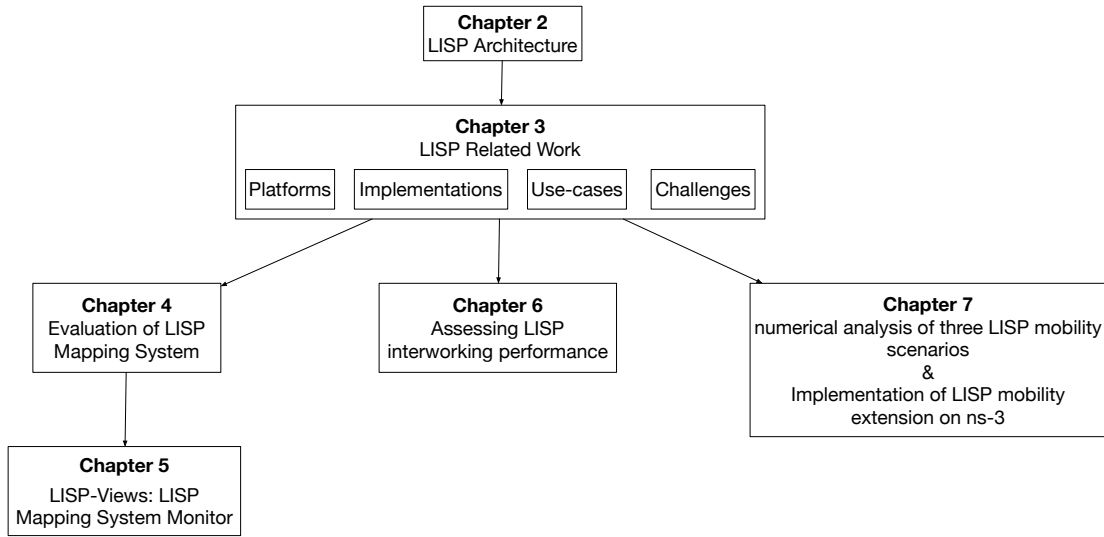 Chapter 2
LISP Architecture
Chapter 3
LISP Related Work
Platforms
Implementations
Use-cases
Challenges
Chapter 4
Evaluation of LISP
Mapping System
Chapter 6
Assessing LISP
interworking performance
Chapter 7
numerical analysis of three LISP mobility
scenarios
&
Implementation of LISP mobility
extension on ns-3
Chapter 5
LISP-Views: LISP
Mapping System Monitor